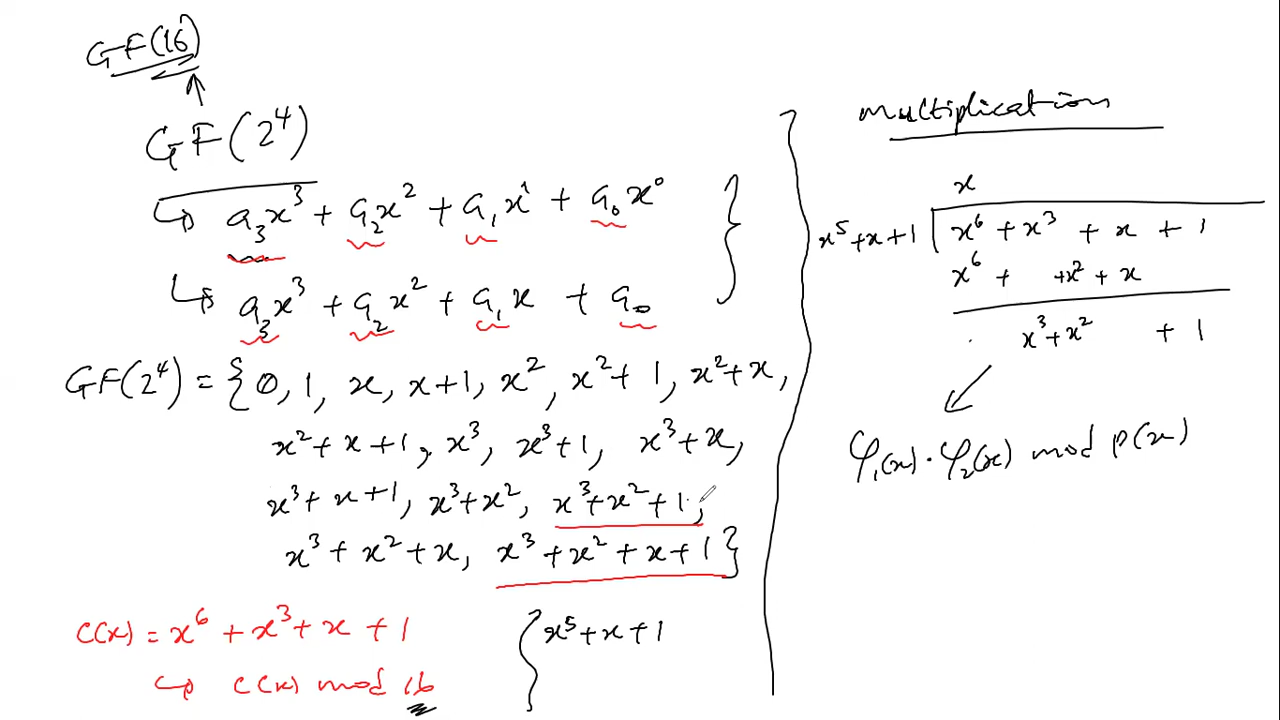 GF(16)
↑
GF(2⁴)
↳ a₃x³ + a₂x² + a₁x¹ + a₀x⁰ }
↳ a₃x³ + a₂x² + a₁x + a₀
GF(2⁴) = {0, 1, x, x+1, x², x²+1, x²+x,
x²+x+1, x³, x³+1, x³+x,
x³+x+1, x³+x², x³+x²+1,
x³+x²+x, x³+x²+x+1}
C(x) = x⁶ + x³ + x + 1 { x⁵+x+1
↳ C(x) mod 16
multiplication
x
x⁵+x+1 x⁶ + x³ + x + 1
x⁶ + +x² + x
x³+x² + 1
φ₁(x) · φ₂(x) mod p(x)